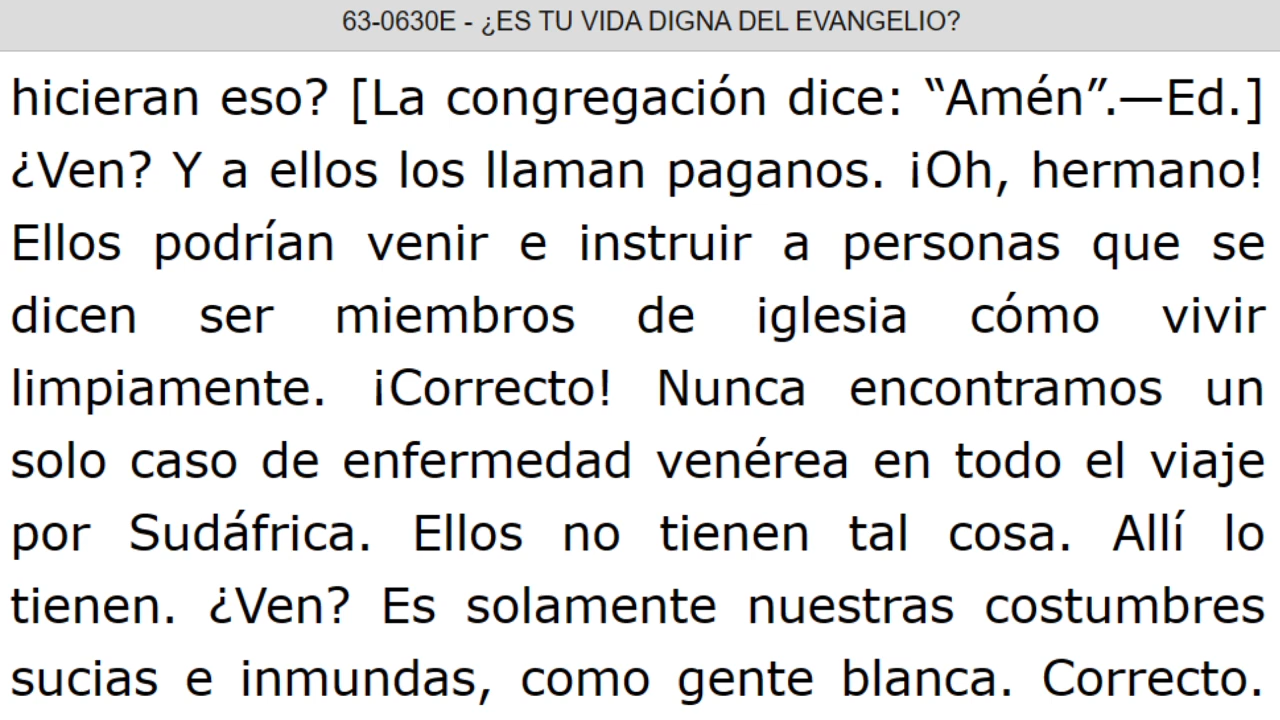 63-0630E - ¿ES TU VIDA DIGNA DEL EVANGELIO?
hicieran eso? [La congregación dice: “Amén”.—Ed.]
¿Ven? Y a ellos los llaman paganos. ¡Oh, hermano!
Ellos podrían venir e instruir a personas que se
dicen ser miembros de iglesia cómo vivir
limpiamente. ¡Correcto! Nunca encontramos un
solo caso de enfermedad venérea en todo el viaje
por Sudáfrica. Ellos no tienen tal cosa. Allí lo
tienen. ¿Ven? Es solamente nuestras costumbres
sucias e inmundas, como gente blanca. Correcto.